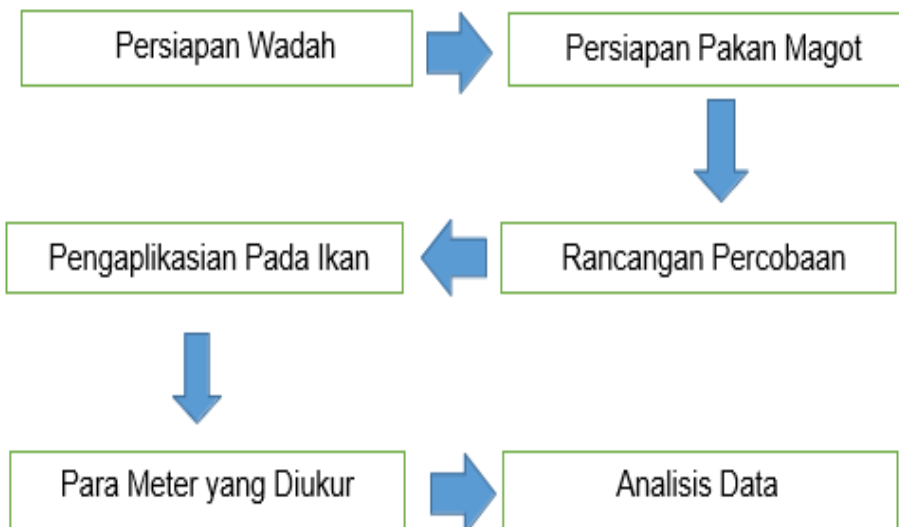 Persiapan Wadah
Persiapan Pakan Magot
Rancangan Percobaan
Pengaplikasian Pada Ikan
Para Meter yang Diukur
Analisis Data